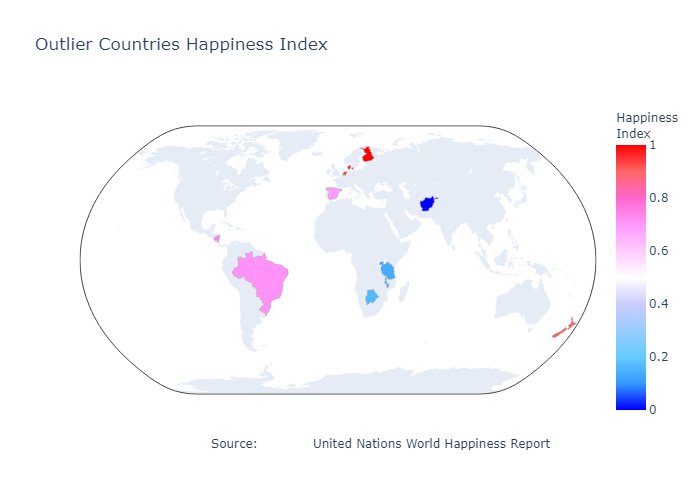 Outlier Countries Happiness Index
Happiness
Index
1
0.8
0.6
0.4
0.2
0
Source: United Nations World Happiness Report